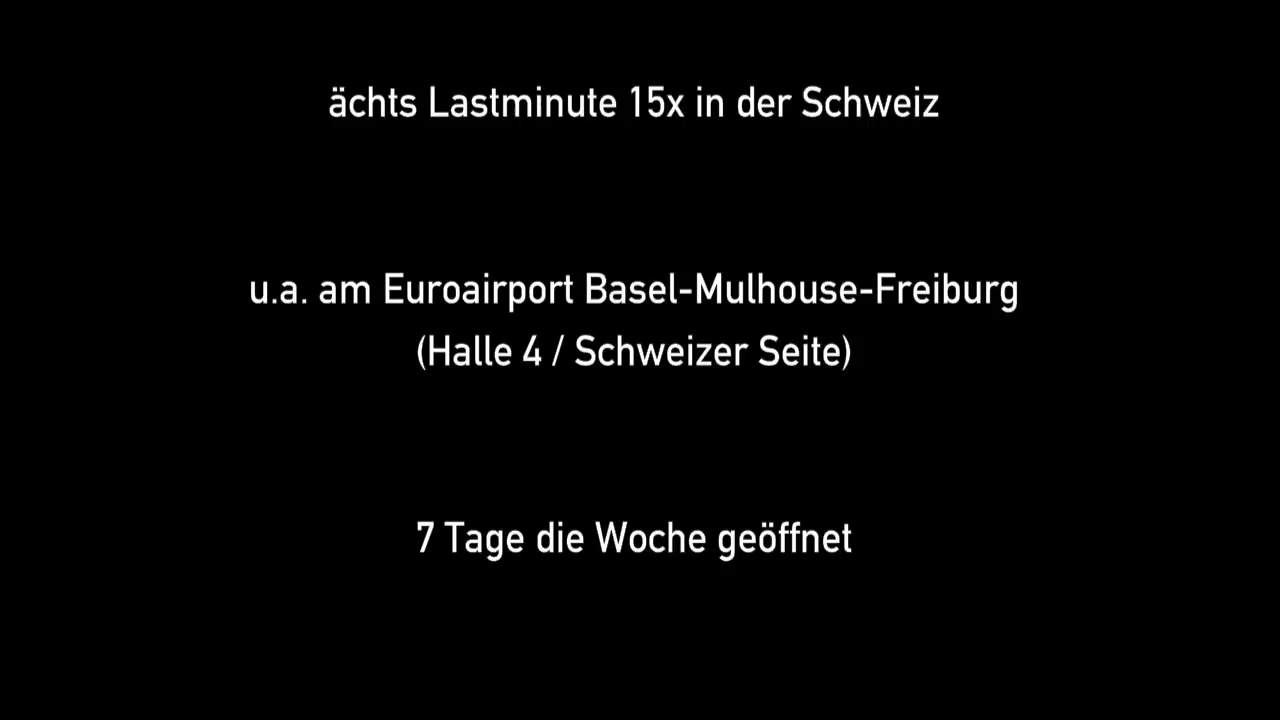 ächts Lastminute 15x in der Schweiz
u.a. am Euroairport Basel-Mulhouse-Freiburg
(Halle 4 / Schweizer Seite)
7 Tage die Woche geöffnet